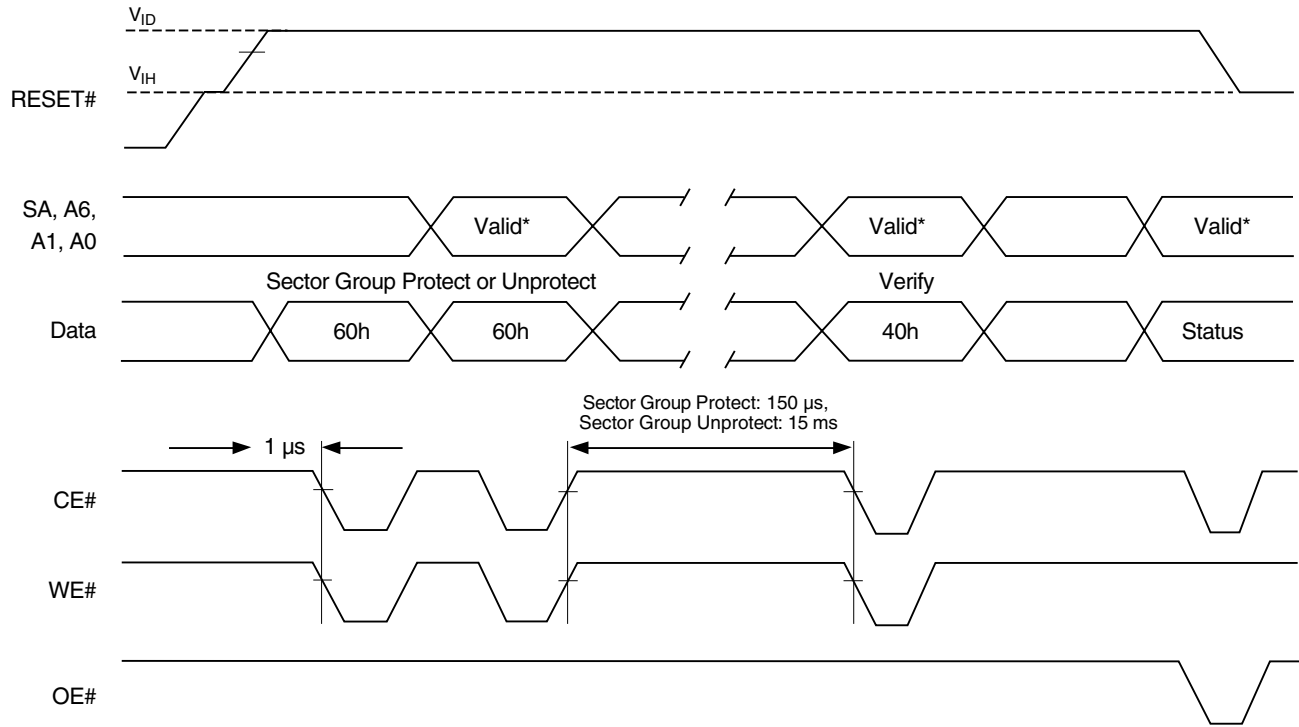 V_ID
V_IH
RESET#
SA, A6,
A1, A0
Valid*
Valid*
Valid*
Sector Group Protect or Unprotect
Verify
Data
60h
60h
40h
Status
Sector Group Protect: 150 µs,
Sector Group Unprotect: 15 ms
1 µs
CE#
WE#
OE#